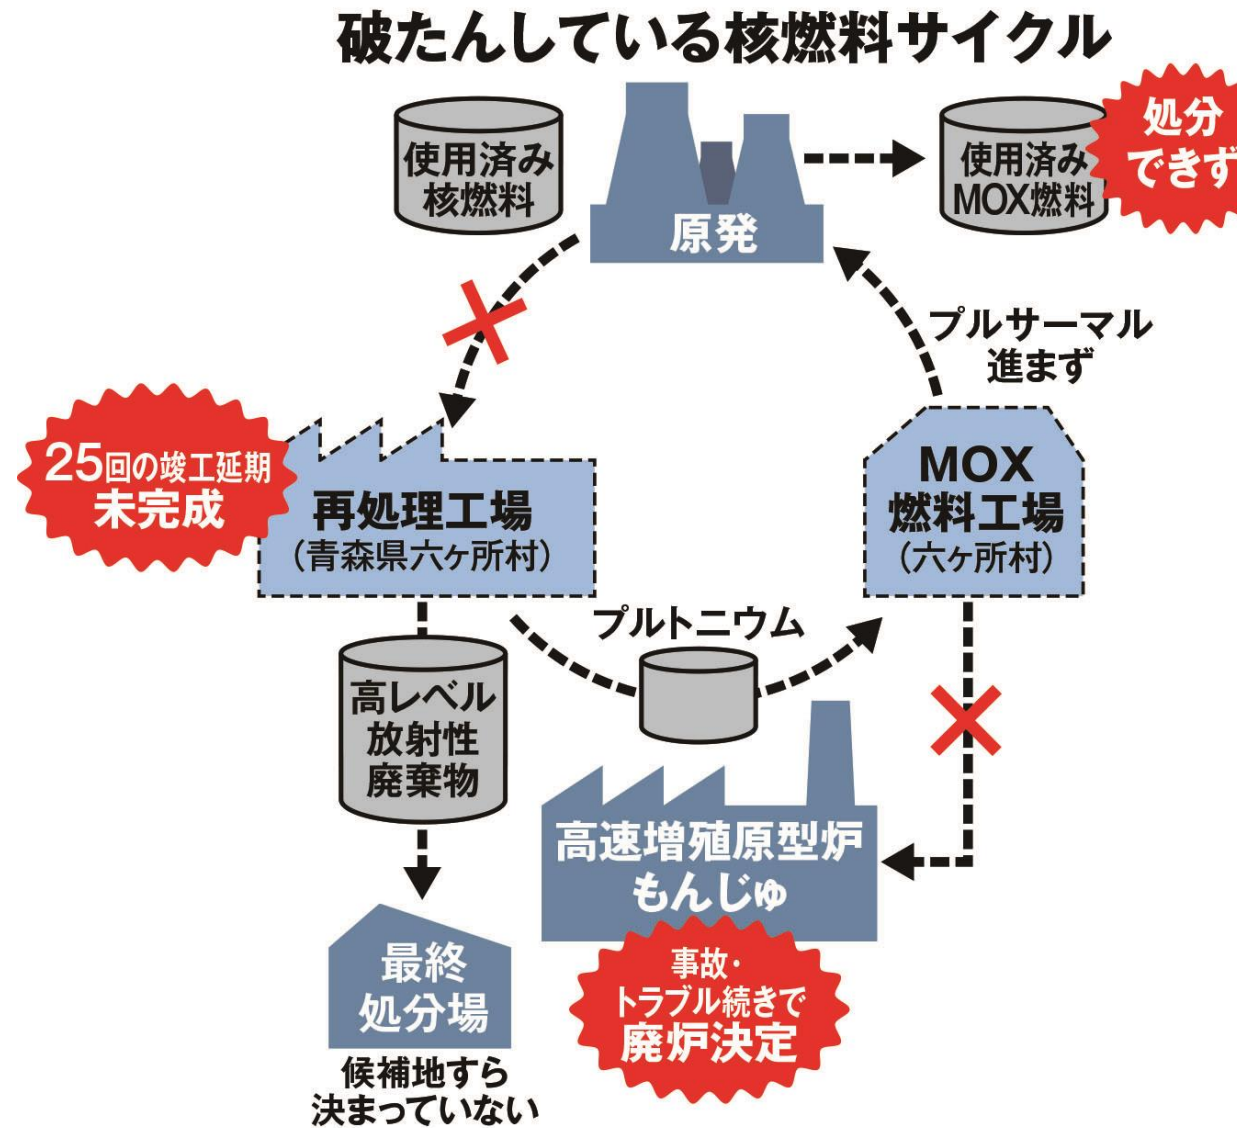 破たんしている核燃料サイクル
使用済み
核燃料
原発
使用済み
MOX燃料
処分
できず
プルサーマル
進まず
25回の竣工延期
未完成
再処理工場
（青森県六ヶ所村）
MOX
燃料工場
（六ヶ所村）
プルトニウム
高レベル
放射性
廃棄物
高速増殖原型炉
もんじゅ
事故・
トラブル続きで
廃炉決定
最終
処分場
候補地すら
決まっていない